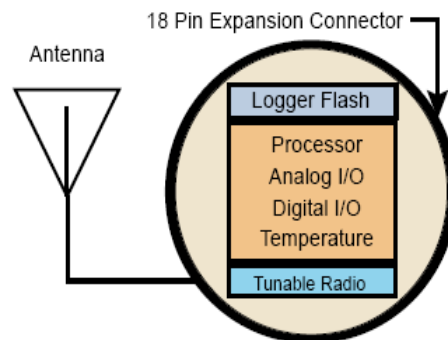 18 Pin Expansion Connector
Antenna
Logger Flash
Processor
Analog I/O
Digital I/O
Temperature
Tunable Radio